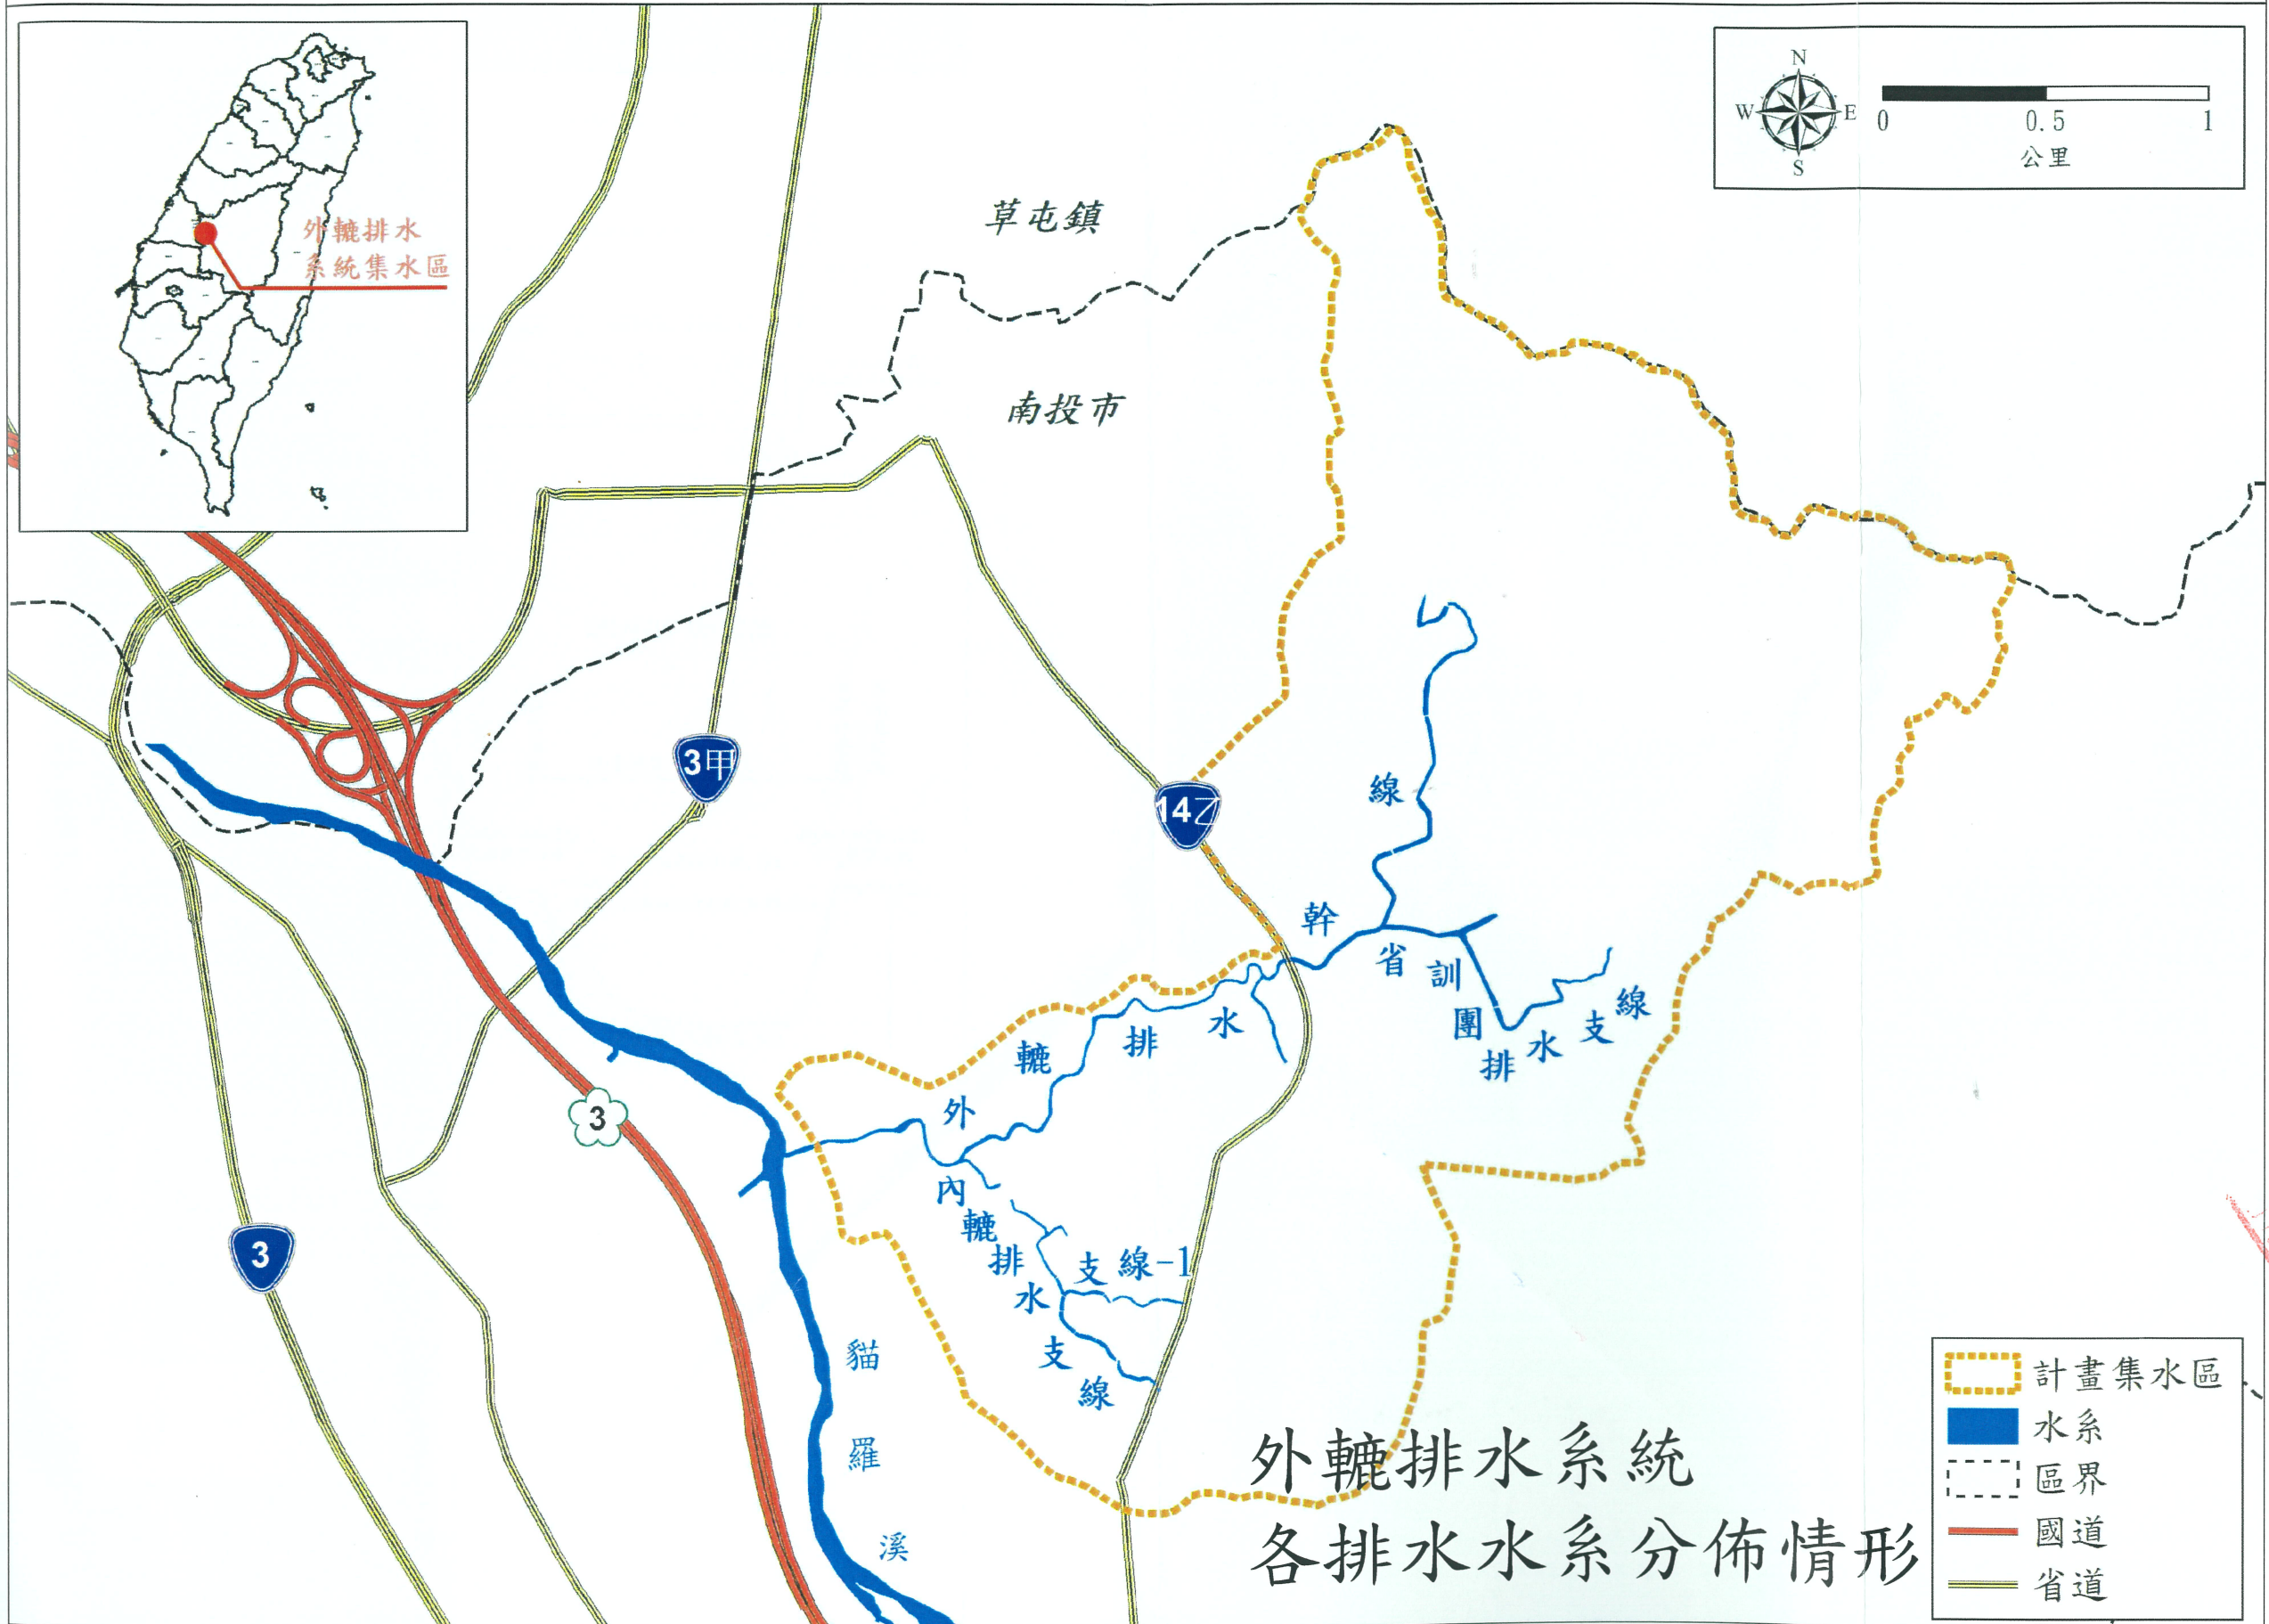 外轆排水
系統集水區
N
W
E
S
0
0.5
1
公里
草屯鎮
南投市
3甲
14乙
3
3
外轆排水幹線
省訓團排水支線
內轆排水支線
支線-1
貓羅溪
外轆排水系統
各排水水系分佈情形
計畫集水區
水系
區界
國道
省道